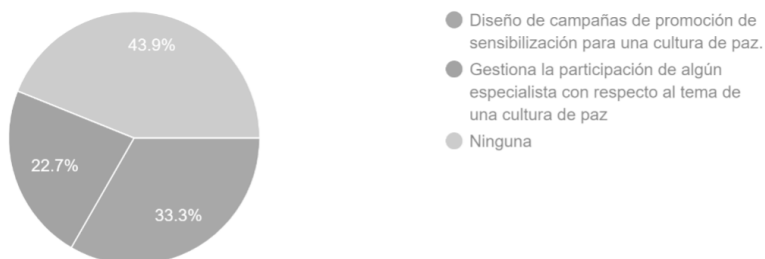 43.9%
22.7%
33.3%
Diseño de campañas de promoción de
sensibilización para una cultura de paz.
Gestiona la participación de algún
especialista con respecto al tema de
una cultura de paz
Ninguna